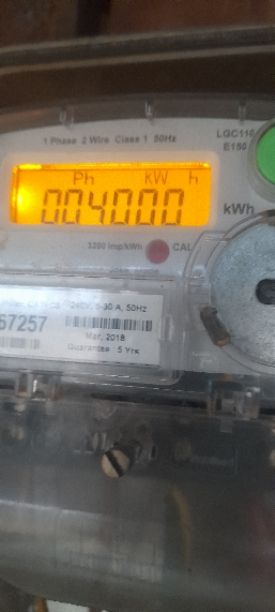 1 Phase 2 Wire Class 1 50Hz
LGC110
E150
Ph kW h
004000
kWh
3200 imp/kWh
CAL
240V, 5-30 A, 50Hz
67257
Mar, 2018
Guarantee 5 Yrs